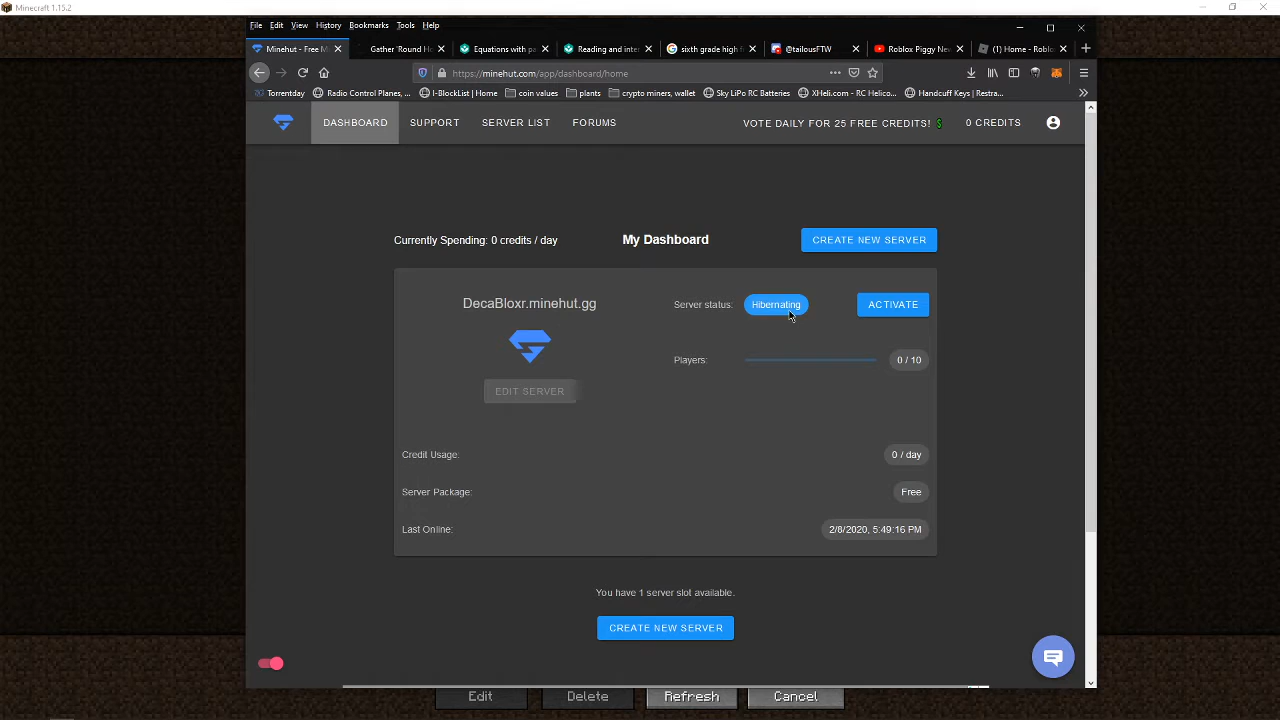 Minecraft 1.15.2
File Edit View History Bookmarks Tools Help
Minehut - Free M
Gather 'Round Ho
Equations with pa
Reading and inte
sixth grade high f
@tailousFTW
Roblox Piggy New
(1) Home - Roblox
https://minehut.com/app/dashboard/home
Torrentday
Radio Control Planes, ...
I-BlockList | Home
coin values
plants
crypto miners, wallet
Sky LiPo RC Batteries
XHeli.com - RC Helico...
Handcuff Keys | Restra...
DASHBOARD SUPPORT SERVER LIST FORUMS VOTE DAILY FOR 25 FREE CREDITS! $ 0 CREDITS
Currently Spending: 0 credits / day
My Dashboard
CREATE NEW SERVER
DecaBloxr.minehut.gg
Server status: Hibernating ACTIVATE
Players: 0 / 10
EDIT SERVER
Credit Usage: 0 / day
Server Package: Free
Last Online: 2/8/2020, 5:49:16 PM
You have 1 server slot available.
CREATE NEW SERVER
Edit Delete Refresh Cancel